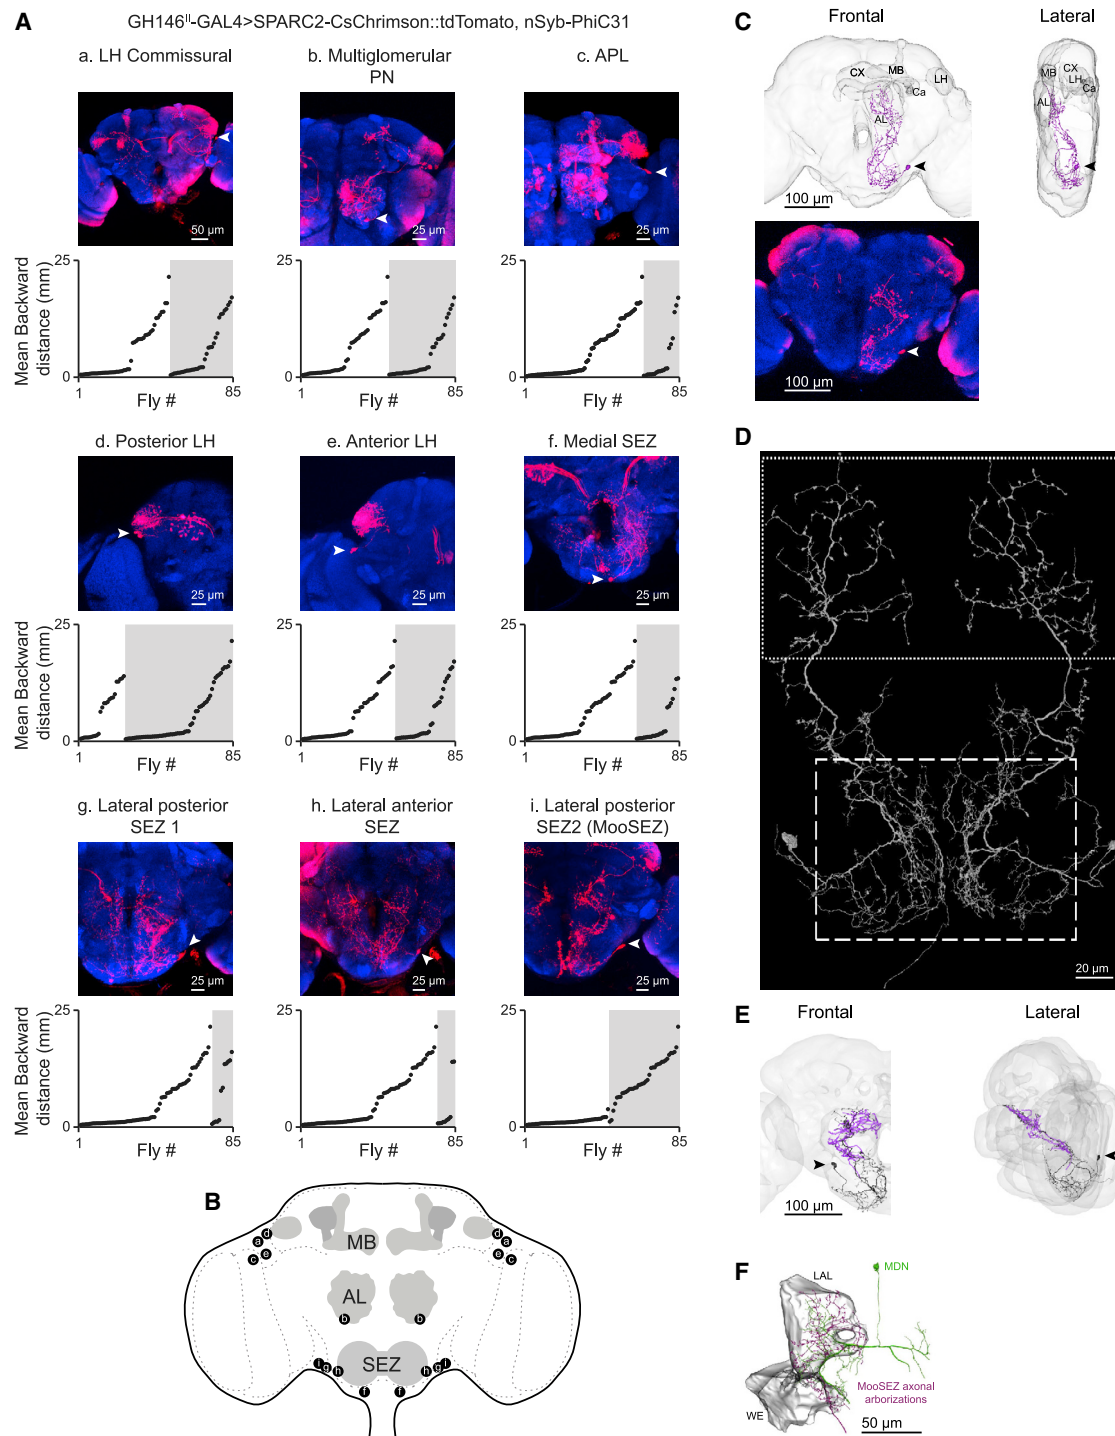 A
GH146II-GAL4>SPARC2-CsChrimson::tdTomato, nSyb-PhiC31
a. LH Commissural
b. Multiglomerular
PN
c. APL
50 µm
25 µm
25 µm
Mean Backward
distance (mm)
25
0
1
85
Fly #
25
0
1
85
Fly #
25
0
1
85
Fly #
d. Posterior LH
e. Anterior LH
f. Medial SEZ
25 µm
25 µm
25 µm
Mean Backward
distance (mm)
25
0
1
85
Fly #
25
0
1
85
Fly #
25
0
1
85
Fly #
g. Lateral posterior
SEZ 1
h. Lateral anterior
SEZ
i. Lateral posterior
SEZ2 (MooSEZ)
25 µm
25 µm
25 µm
Mean Backward
distance (mm)
25
0
1
85
Fly #
25
0
1
85
Fly #
25
0
1
85
Fly #
B
d
a
e
c
MB
d
a
e
c
AL
b
b
SEZ
i
g
h
h
g
i
f
f
C
Frontal
Lateral
CX
MB
LH
Ca
AL
100 µm
MB
CX
LH
Ca
AL
100 µm
D
20 µm
E
Frontal
Lateral
100 µm
F
LAL
MDN
MooSEZ axonal
arborizations
WE
50 µm